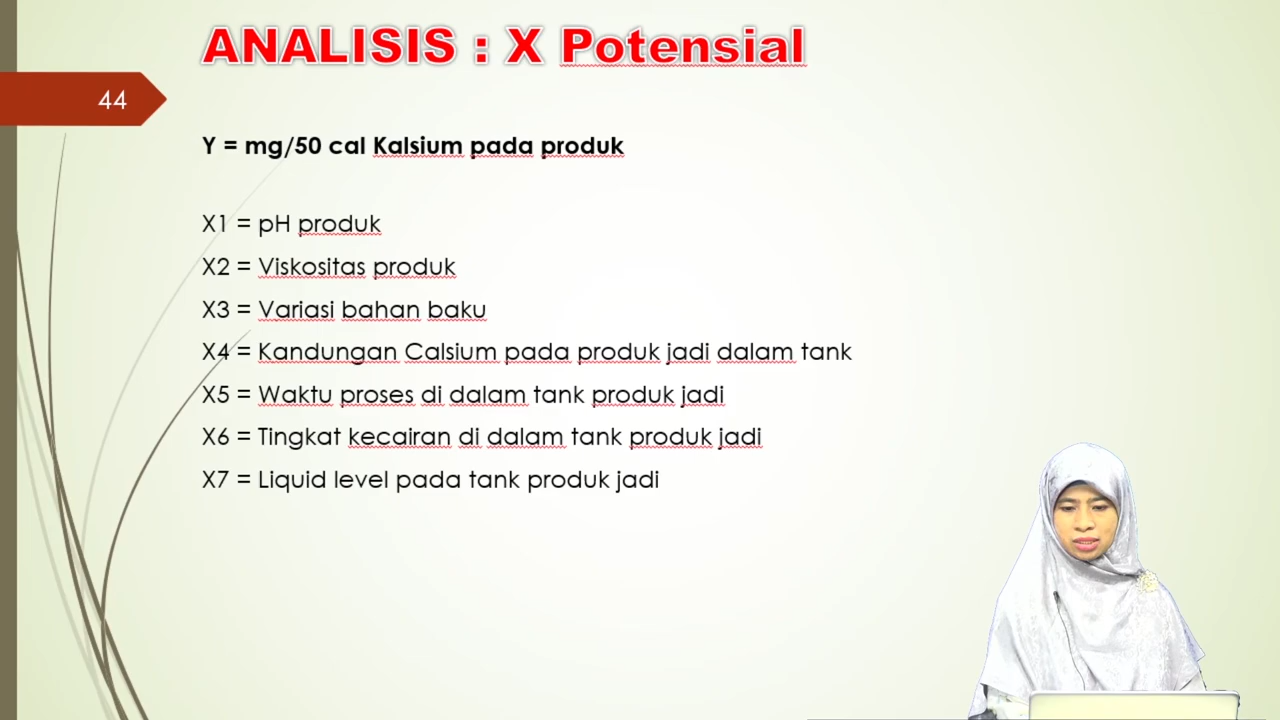 ANALISIS : X Potensial
44
Y = mg/50 cal Kalsium pada produk
X1 = pH produk
X2 = Viskositas produk
X3 = Variasi bahan baku
X4 = Kandungan Calsium pada produk jadi dalam tank
X5 = Waktu proses di dalam tank produk jadi
X6 = Tingkat kecairan di dalam tank produk jadi
X7 = Liquid level pada tank produk jadi